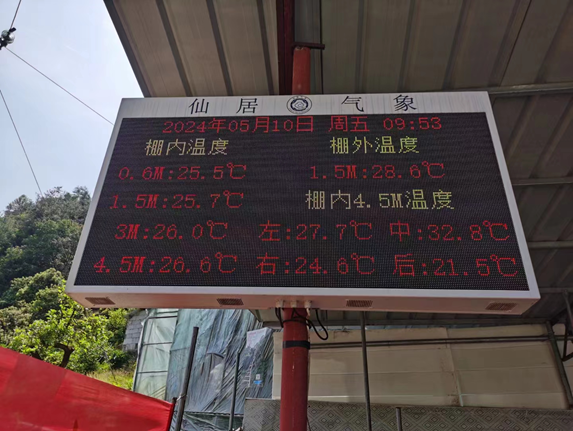 仙居 气象
2024年05月10日 周五 09:53
棚内温度 棚外温度
0.6M:25.5℃ 1.5M:28.6℃
1.5M:25.7℃ 棚内4.5M温度
3M:26.0℃ 左:27.7℃ 中:32.8℃
4.5M:26.6℃ 右:24.6℃ 后:21.5℃